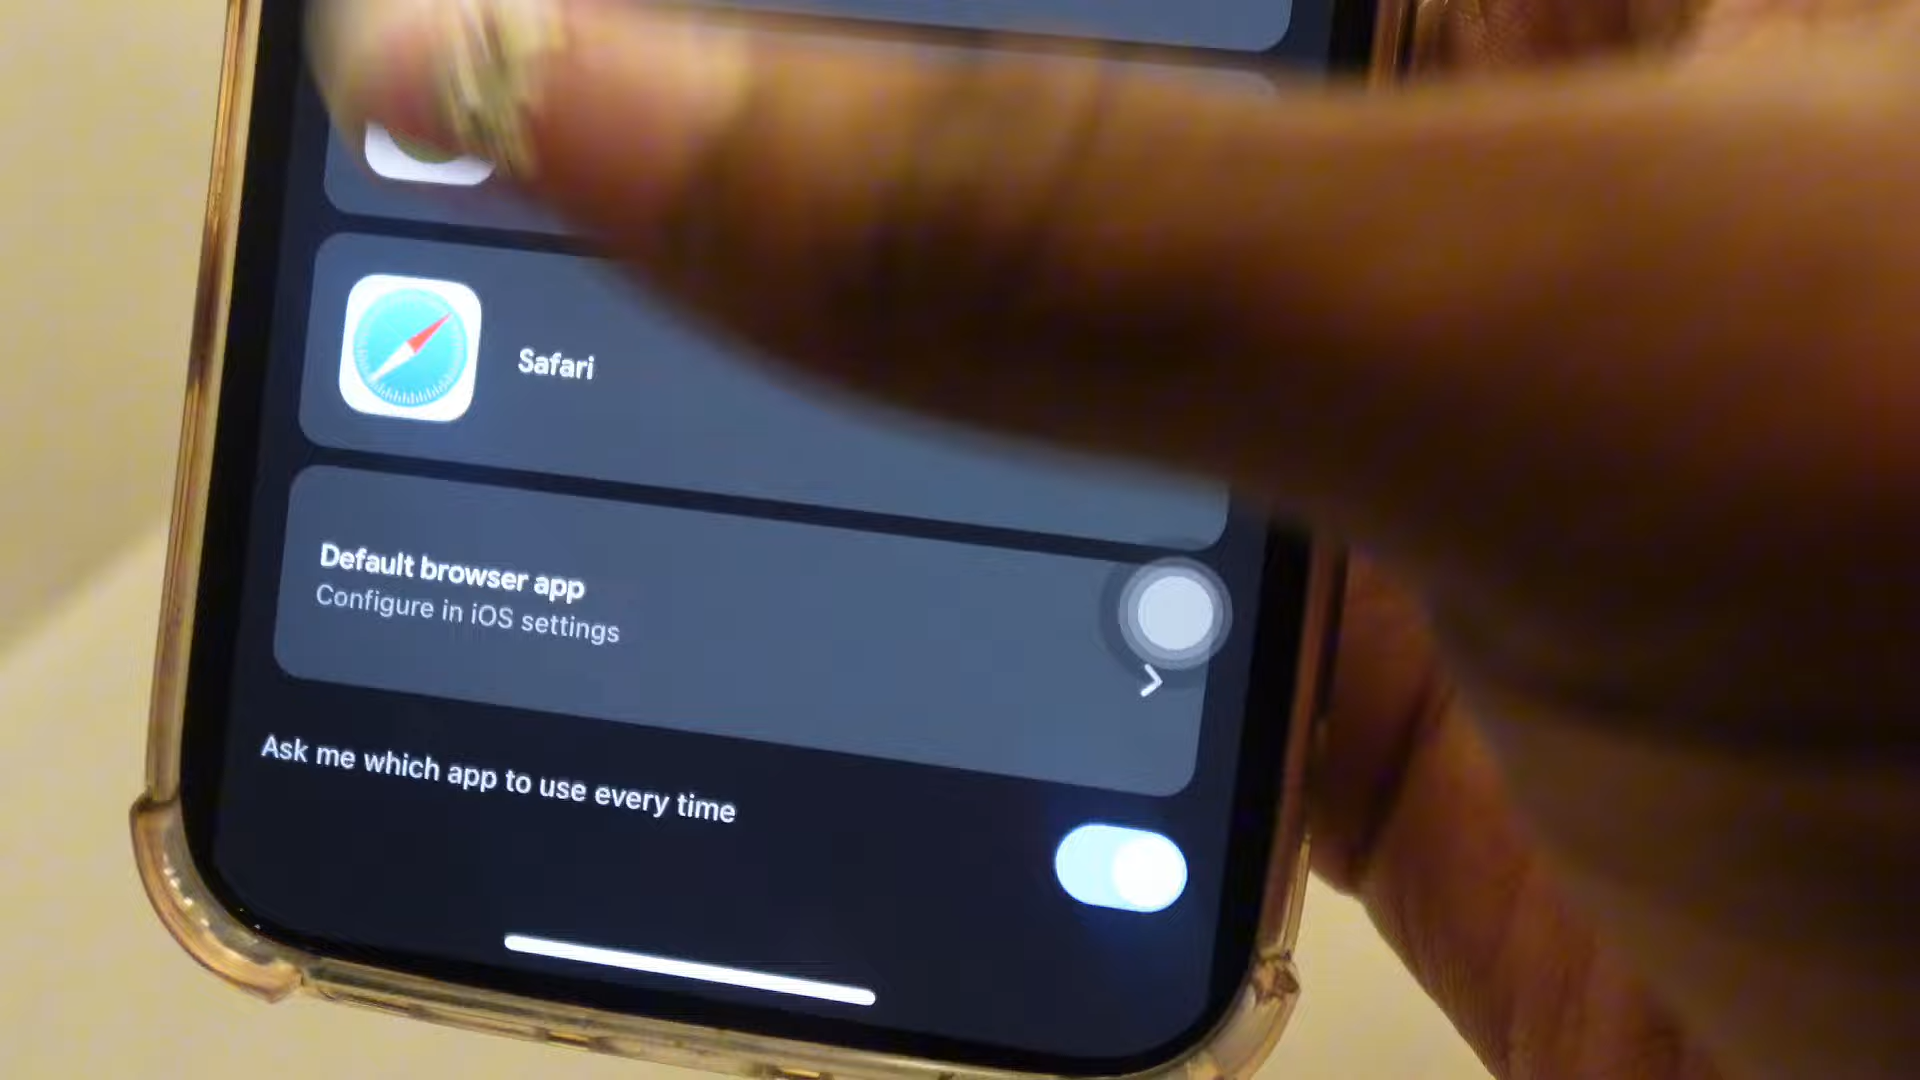 Safari
Default browser app
Configure in iOS settings
Ask me which app to use every time